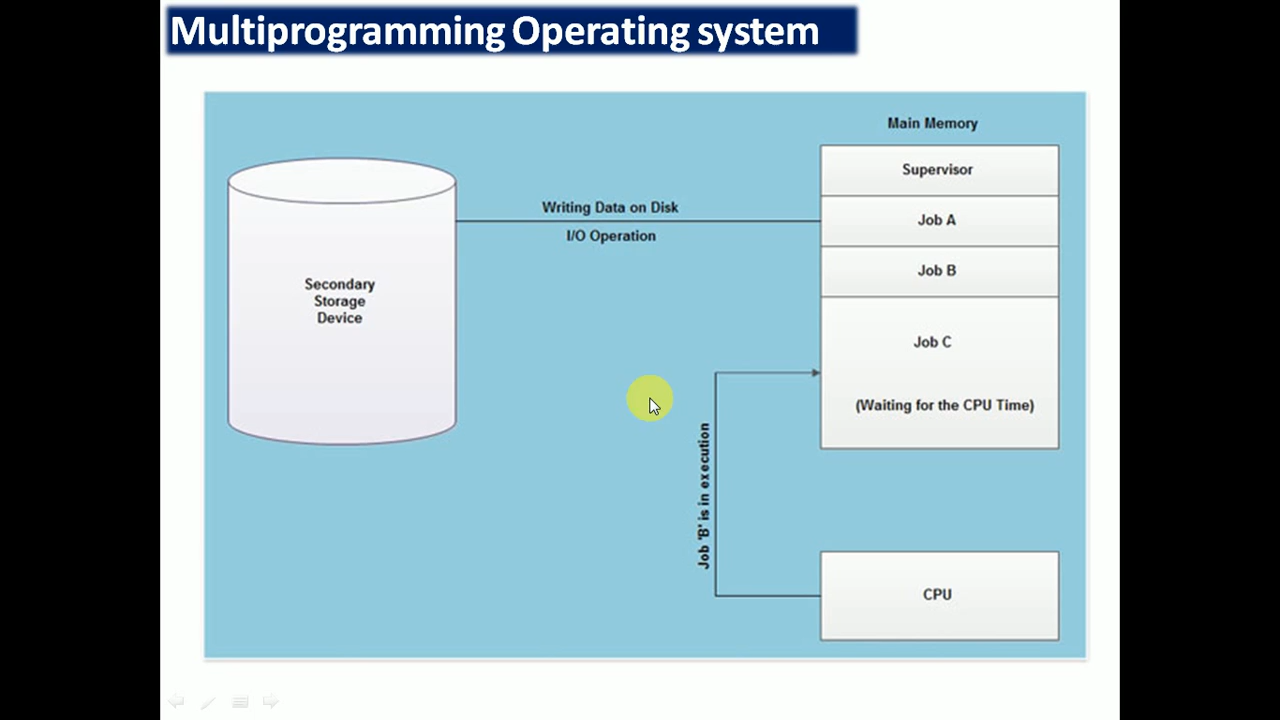 Multiprogramming Operating system
Main Memory
Supervisor
Writing Data on Disk
Job A
I/O Operation
Job B
Secondary
Storage
Device
Job C
(Waiting for the CPU Time)
Job 'B' is in execution
CPU